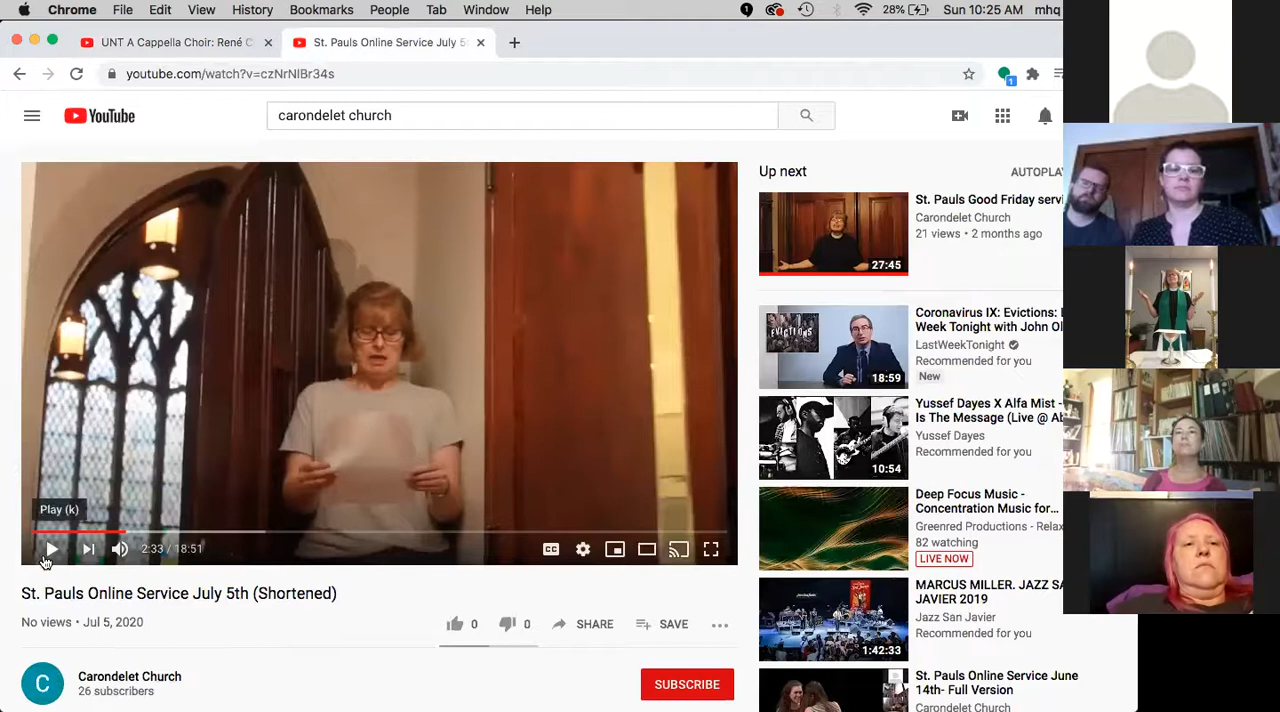 Chrome File Edit View History Bookmarks People Tab Window Help 28% Sun 10:25 AM mhq
UNT A Cappella Choir: René C
St. Pauls Online Service July 5
youtube.com/watch?v=czNrNIBr34s
1
YouTube
carondelet church
Play (k)
2:33 / 18:51
CC
St. Pauls Online Service July 5th (Shortened)
No views • Jul 5, 2020
0 0 SHARE SAVE
C
Carondelet Church
26 subscribers
SUBSCRIBE
Up next
AUTOPLA
27:45
St. Pauls Good Friday servi
Carondelet Church
21 views • 2 months ago
EVICTIONS
18:59
Coronavirus IX: Evictions: L
Week Tonight with John Ol
LastWeekTonight
Recommended for you
New
10:54
Yussef Dayes X Alfa Mist -
Is The Message (Live @ Ab
Yussef Dayes
Recommended for you
Deep Focus Music -
Concentration Music for...
Greenred Productions - Relax
82 watching
LIVE NOW
1:42:33
MARCUS MILLER. JAZZ SA
JAVIER 2019
Jazz San Javier
Recommended for you
St. Pauls Online Service June
14th- Full Version
Carondelet Church